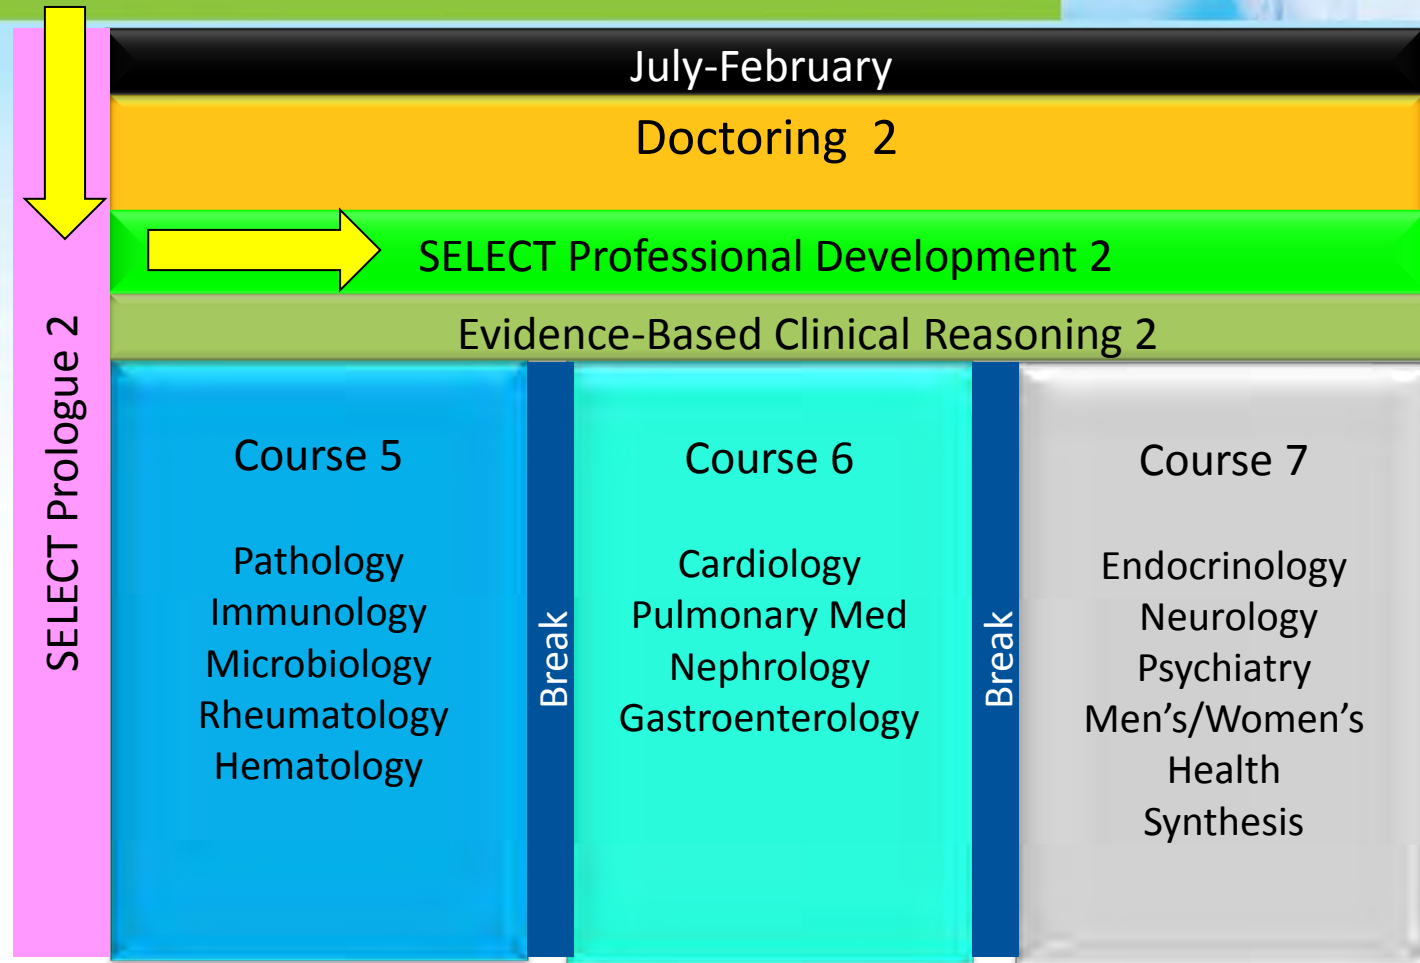 July-February
Doctoring 2
SELECT Professional Development 2
Evidence-Based Clinical Reasoning 2
SELECT Prologue 2
Course 5
Pathology
Immunology
Microbiology
Rheumatology
Hematology
Break
Course 6
Cardiology
Pulmonary Med
Nephrology
Gastroenterology
Break
Course 7
Endocrinology
Neurology
Psychiatry
Men’s/Women’s
Health
Synthesis